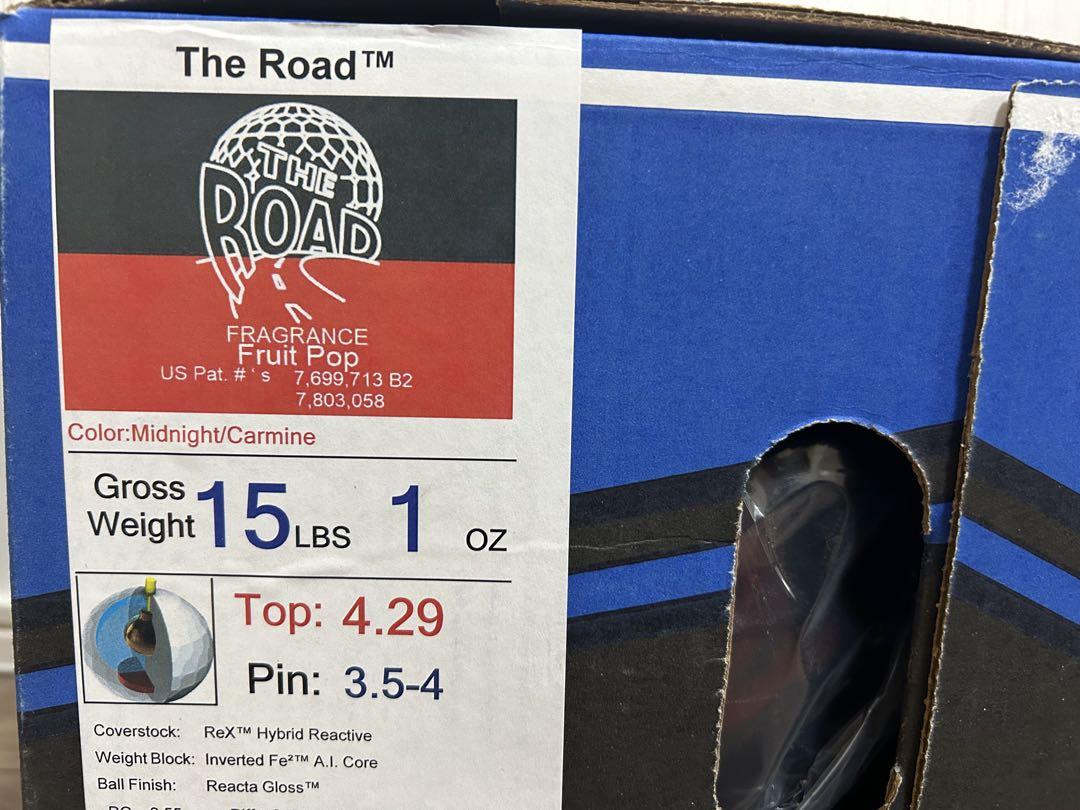 The Road™
THE
ROAD
FRAGRANCE
Fruit Pop
US Pat. # ' s 7,699,713 B2
7,803,058
Color:Midnight/Carmine
Gross Weight 15 LBS 1 OZ
Top: 4.29
Pin: 3.5-4
Coverstock: ReX™ Hybrid Reactive
Weight Block: Inverted Fe²™ A.I. Core
Ball Finish: Reacta Gloss™